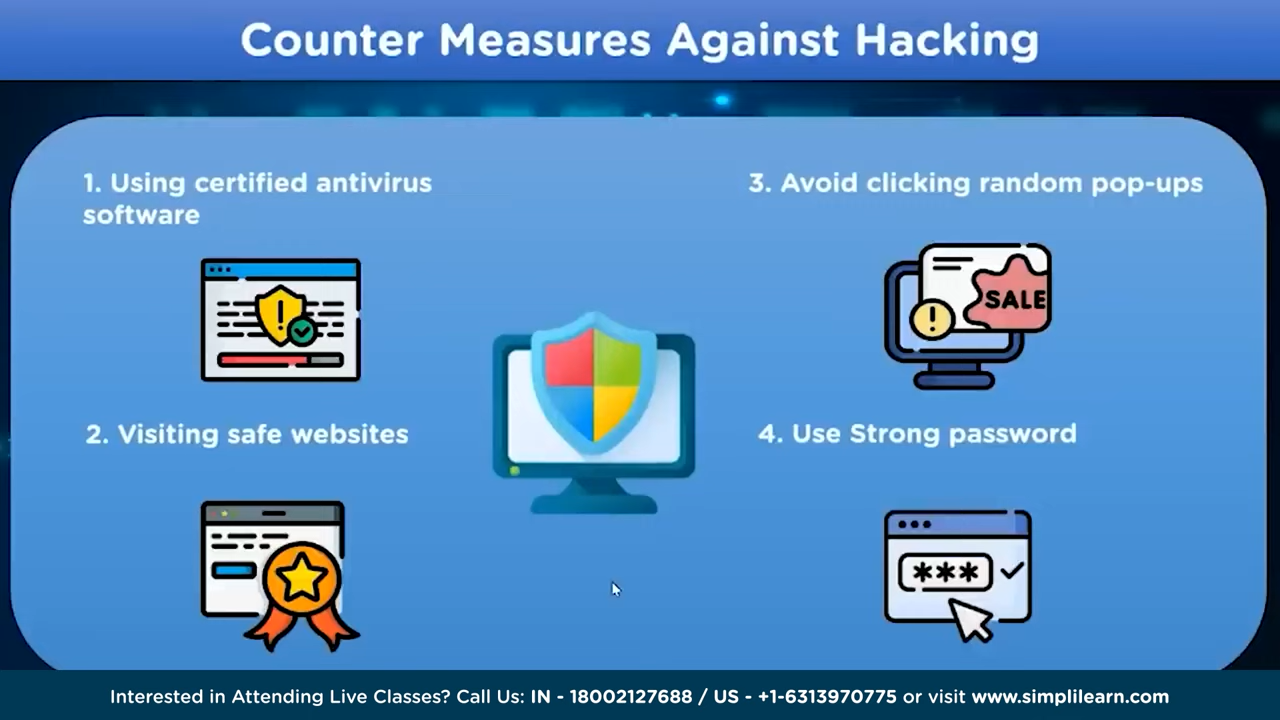 Counter Measures Against Hacking
1. Using certified antivirus
software
3. Avoid clicking random pop-ups
SALE
2. Visiting safe websites
4. Use Strong password
***
Interested in Attending Live Classes? Call Us: IN - 18002127688 / US - +1-6313970775 or visit www.simplilearn.com